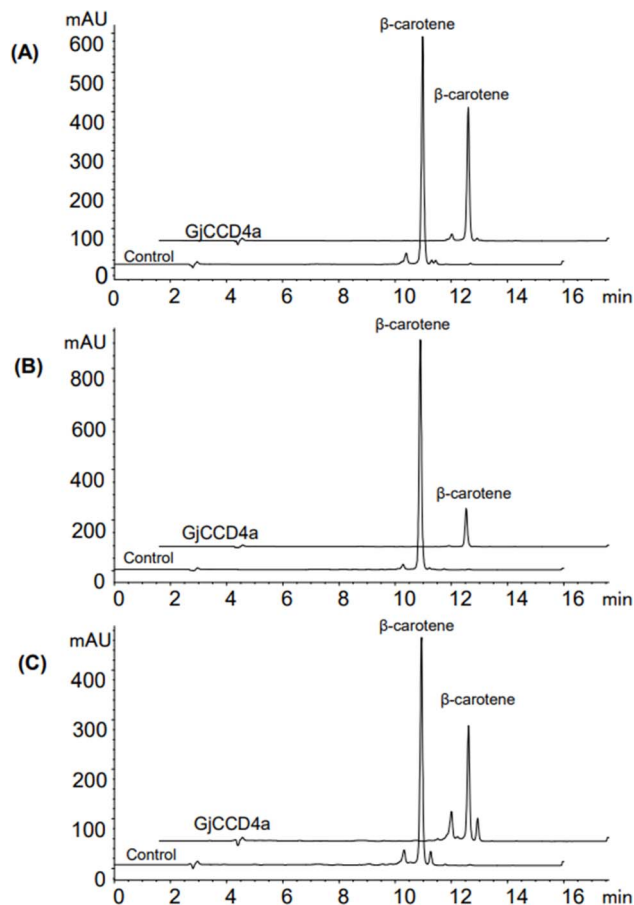 mAU
β-carotene
(A)
600
500
β-carotene
400
300
200
GjCCD4a
100
Control
0
0 2 4 6 8 10 12 14 16 min
β-carotene
mAU
(B)
800
600
β-carotene
400
GjCCD4a
200
Control
0
0 2 4 6 8 10 12 14 16 min
β-carotene
mAU
(C)
400
β-carotene
300
200
GjCCD4a
100
Control
0
0 2 4 6 8 10 12 14 16 min